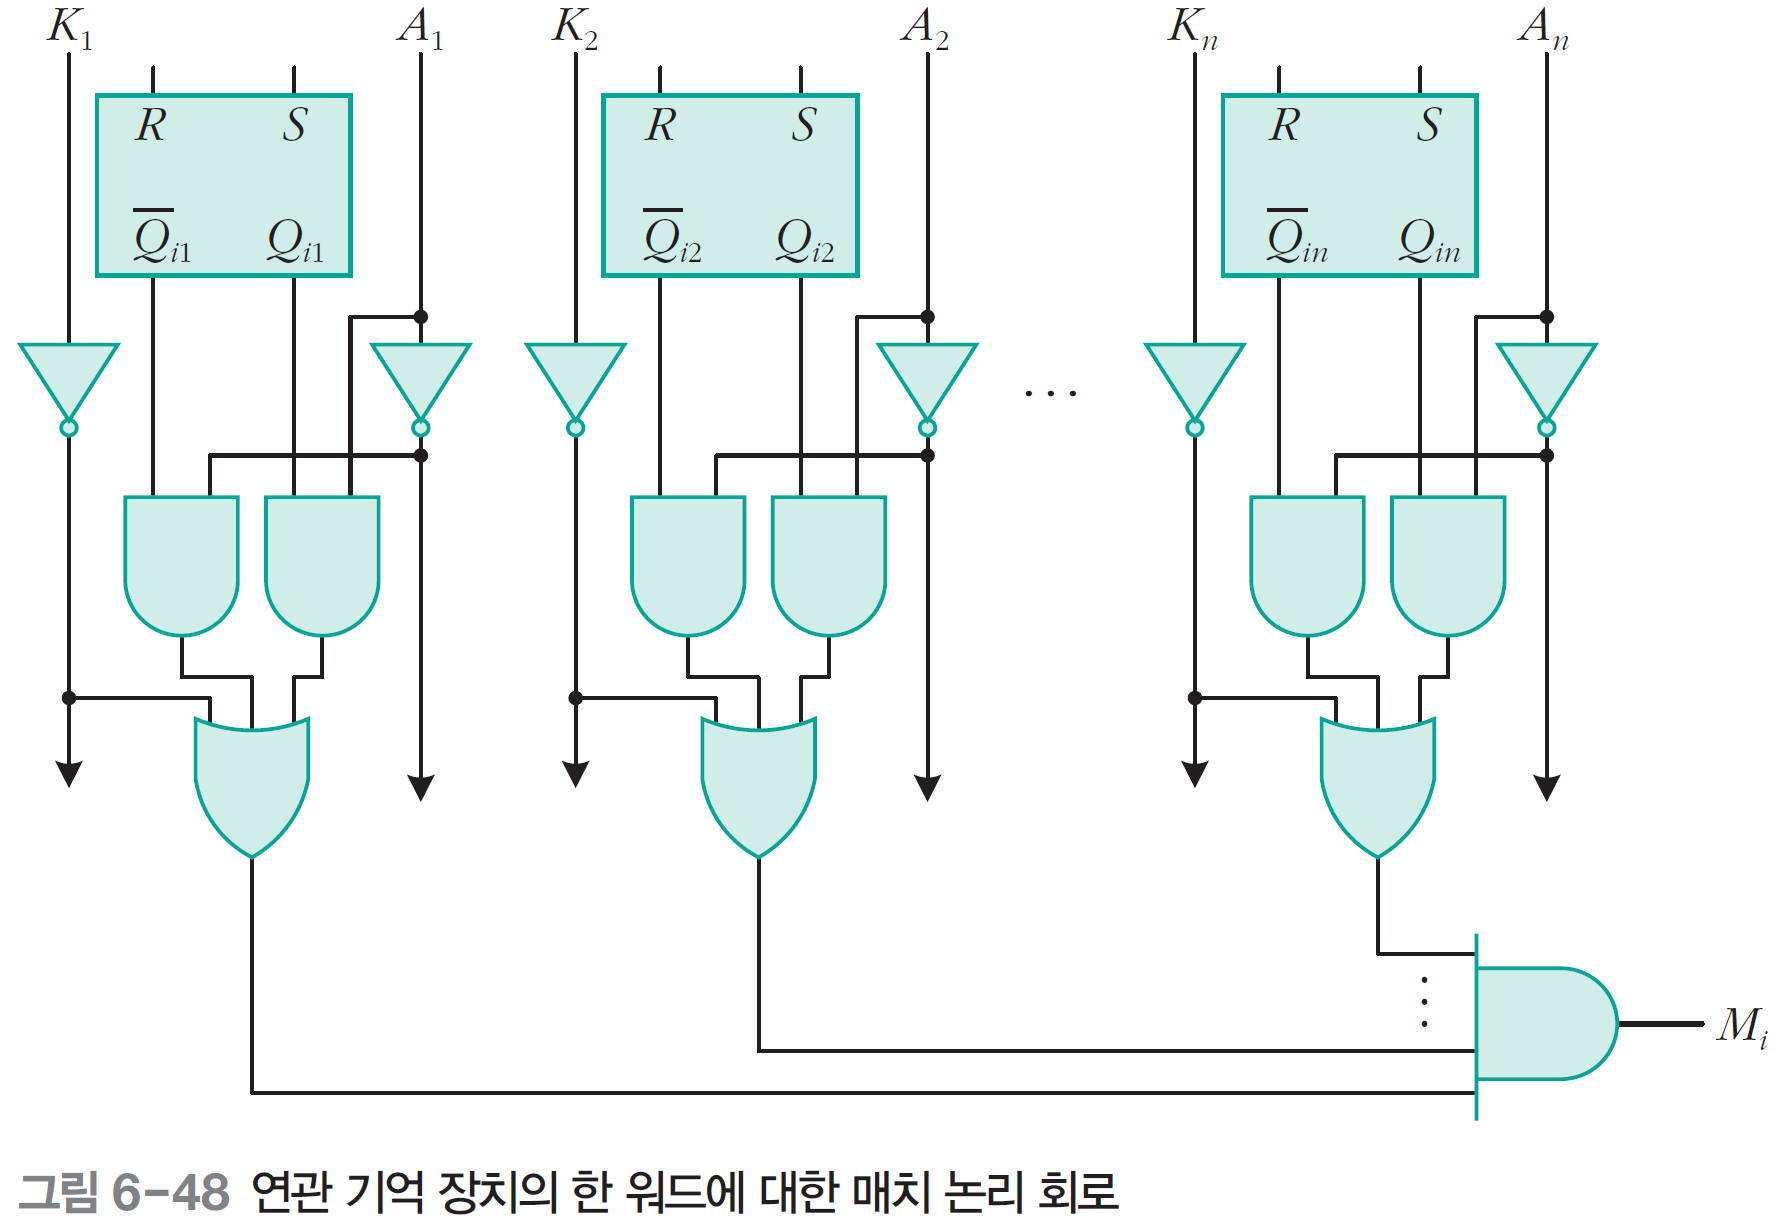 K₁ A₁ K₂ A₂ Kₙ Aₙ
R S R S R S
Q̅ᵢ₁ Qᵢ₁ Q̅ᵢ₂ Qᵢ₂ Q̅ᵢₙ Qᵢₙ
...
⋮
Mᵢ
그림 6-48 연관 기억 장치의 한 워드에 대한 매치 논리 회로